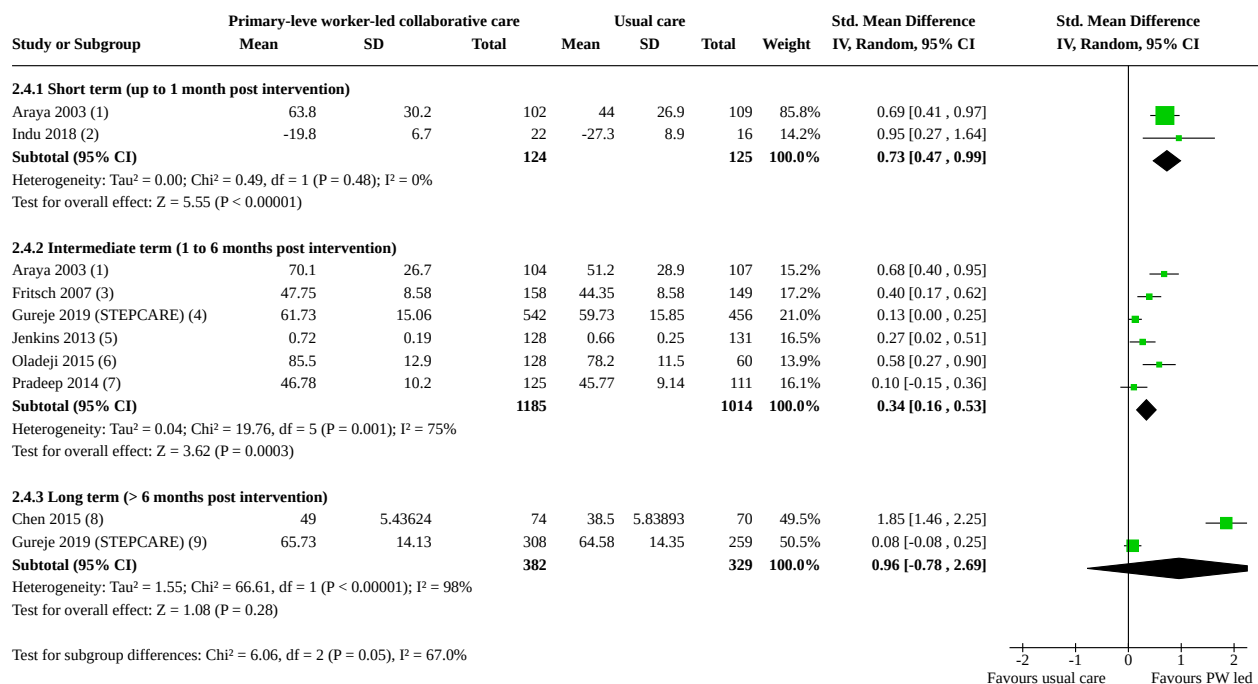 Primary-leve worker-led collaborative care Usual care Std. Mean Difference Std. Mean Difference
Study or Subgroup Mean SD Total Mean SD Total Weight IV, Random, 95% CI IV, Random, 95% CI
2.4.1 Short term (up to 1 month post intervention)
Araya 2003 (1) 63.8 30.2 102 44 26.9 109 85.8% 0.69 [0.41 , 0.97]
Indu 2018 (2) -19.8 6.7 22 -27.3 8.9 16 14.2% 0.95 [0.27 , 1.64]
Subtotal (95% CI) 124 125 100.0% 0.73 [0.47 , 0.99]
Heterogeneity: Tau² = 0.00; Chi² = 0.49, df = 1 (P = 0.48); I² = 0%
Test for overall effect: Z = 5.55 (P < 0.00001)
2.4.2 Intermediate term (1 to 6 months post intervention)
Araya 2003 (1) 70.1 26.7 104 51.2 28.9 107 15.2% 0.68 [0.40 , 0.95]
Fritsch 2007 (3) 47.75 8.58 158 44.35 8.58 149 17.2% 0.40 [0.17 , 0.62]
Gureje 2019 (STEPCARE) (4) 61.73 15.06 542 59.73 15.85 456 21.0% 0.13 [0.00 , 0.25]
Jenkins 2013 (5) 0.72 0.19 128 0.66 0.25 131 16.5% 0.27 [0.02 , 0.51]
Oladeji 2015 (6) 85.5 12.9 128 78.2 11.5 60 13.9% 0.58 [0.27 , 0.90]
Pradeep 2014 (7) 46.78 10.2 125 45.77 9.14 111 16.1% 0.10 [-0.15 , 0.36]
Subtotal (95% CI) 1185 1014 100.0% 0.34 [0.16 , 0.53]
Heterogeneity: Tau² = 0.04; Chi² = 19.76, df = 5 (P = 0.001); I² = 75%
Test for overall effect: Z = 3.62 (P = 0.0003)
2.4.3 Long term (> 6 months post intervention)
Chen 2015 (8) 49 5.43624 74 38.5 5.83893 70 49.5% 1.85 [1.46 , 2.25]
Gureje 2019 (STEPCARE) (9) 65.73 14.13 308 64.58 14.35 259 50.5% 0.08 [-0.08 , 0.25]
Subtotal (95% CI) 382 329 100.0% 0.96 [-0.78 , 2.69]
Heterogeneity: Tau² = 1.55; Chi² = 66.61, df = 1 (P < 0.00001); I² = 98%
Test for overall effect: Z = 1.08 (P = 0.28)
Test for subgroup differences: Chi² = 6.06, df = 2 (P = 0.05), I² = 67.0%
-2 -1 0 1 2
Favours usual care Favours PW led